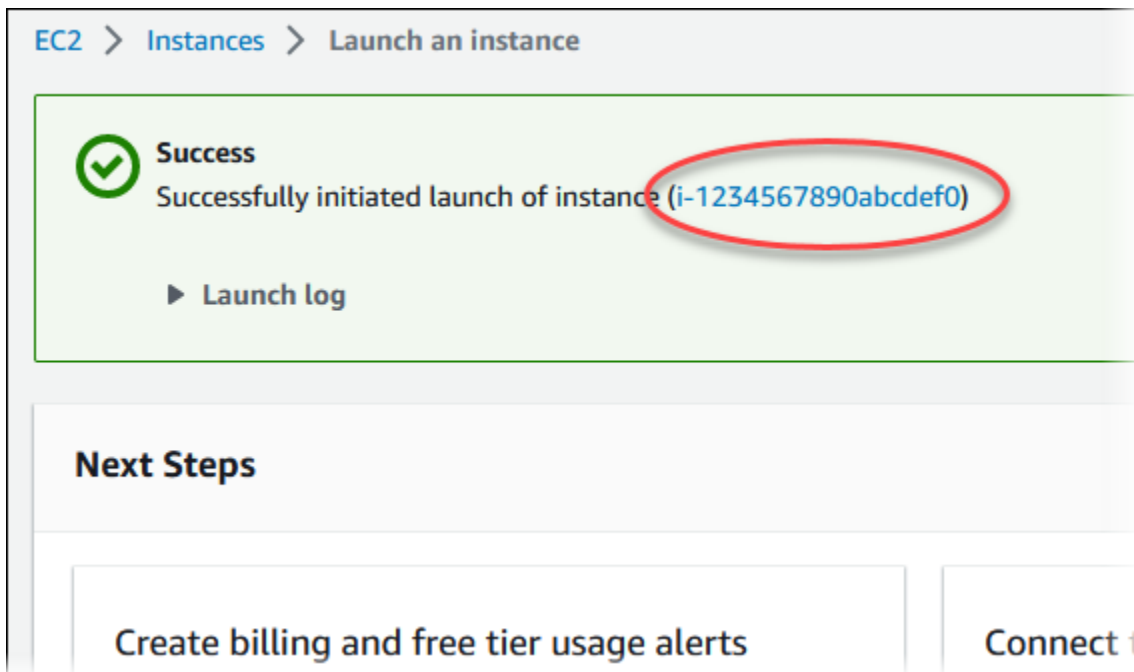 EC2 > Instances > Launch an instance
Success
Successfully initiated launch of instance (i-1234567890abcdef0)
Launch log
Next Steps
Create billing and free tier usage alerts
Connect